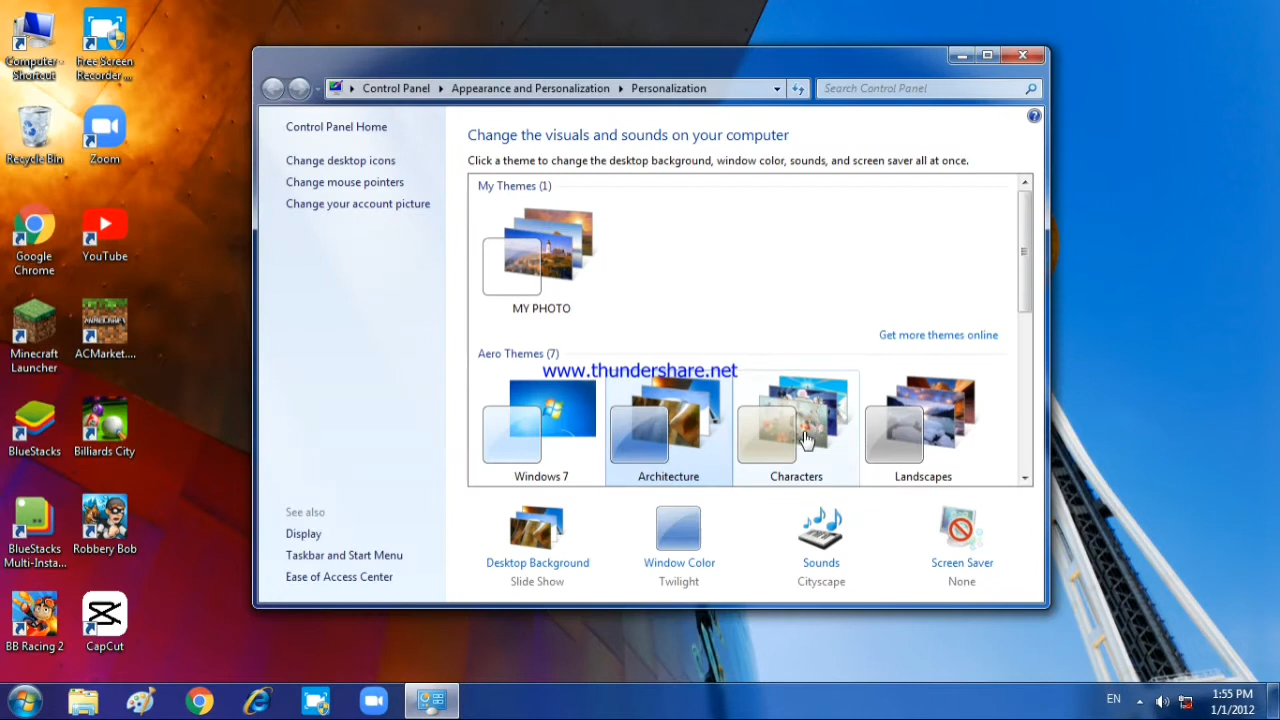 Computer - Shortcut
Free Screen Recorder ...
Recycle Bin
Zoom
Google Chrome
YouTube
Minecraft Launcher
MINECRAFT
ACMarket....
BlueStacks
Billiards City
BlueStacks Multi-Insta...
Robbery Bob
BB Racing 2
CapCut
Control Panel
Appearance and Personalization
Personalization
Search Control Panel
Control Panel Home
Change desktop icons
Change mouse pointers
Change your account picture
See also
Display
Taskbar and Start Menu
Ease of Access Center
Change the visuals and sounds on your computer
Click a theme to change the desktop background, window color, sounds, and screen saver all at once.
My Themes (1)
MY PHOTO
Get more themes online
Aero Themes (7)
www.thundershare.net
Windows 7
Architecture
Characters
Landscapes
Desktop Background
Slide Show
Window Color
Twilight
Sounds
Cityscape
Screen Saver
None
EN
1:55 PM
1/1/2012